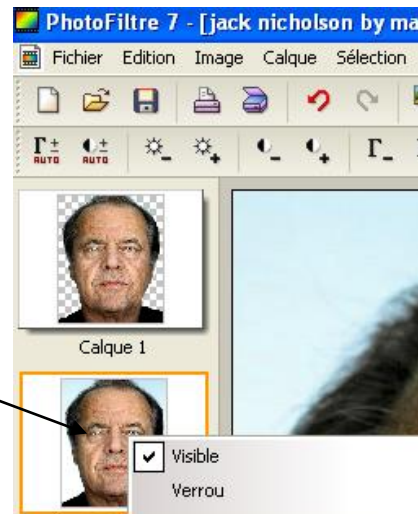 PhotoFiltre 7 - [jack nicholson by ma
Fichier Edition Image Calque Sélection
AUTO AUTO
Calque 1
Visible
Verrou